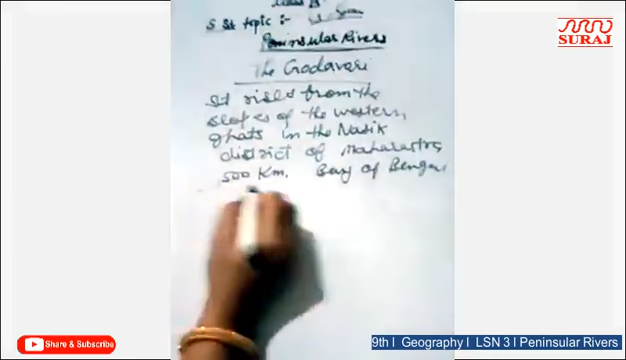 S St topic :-
Peninsular Rivers
The Godavari
It rises from the
slopes of the western
ghats in the Nasik
district of Maharastra
1500 Km. Bay of Bengal
SURAJ
Share & Subscribe
9th I Geography I LSN 3 I Peninsular Rivers